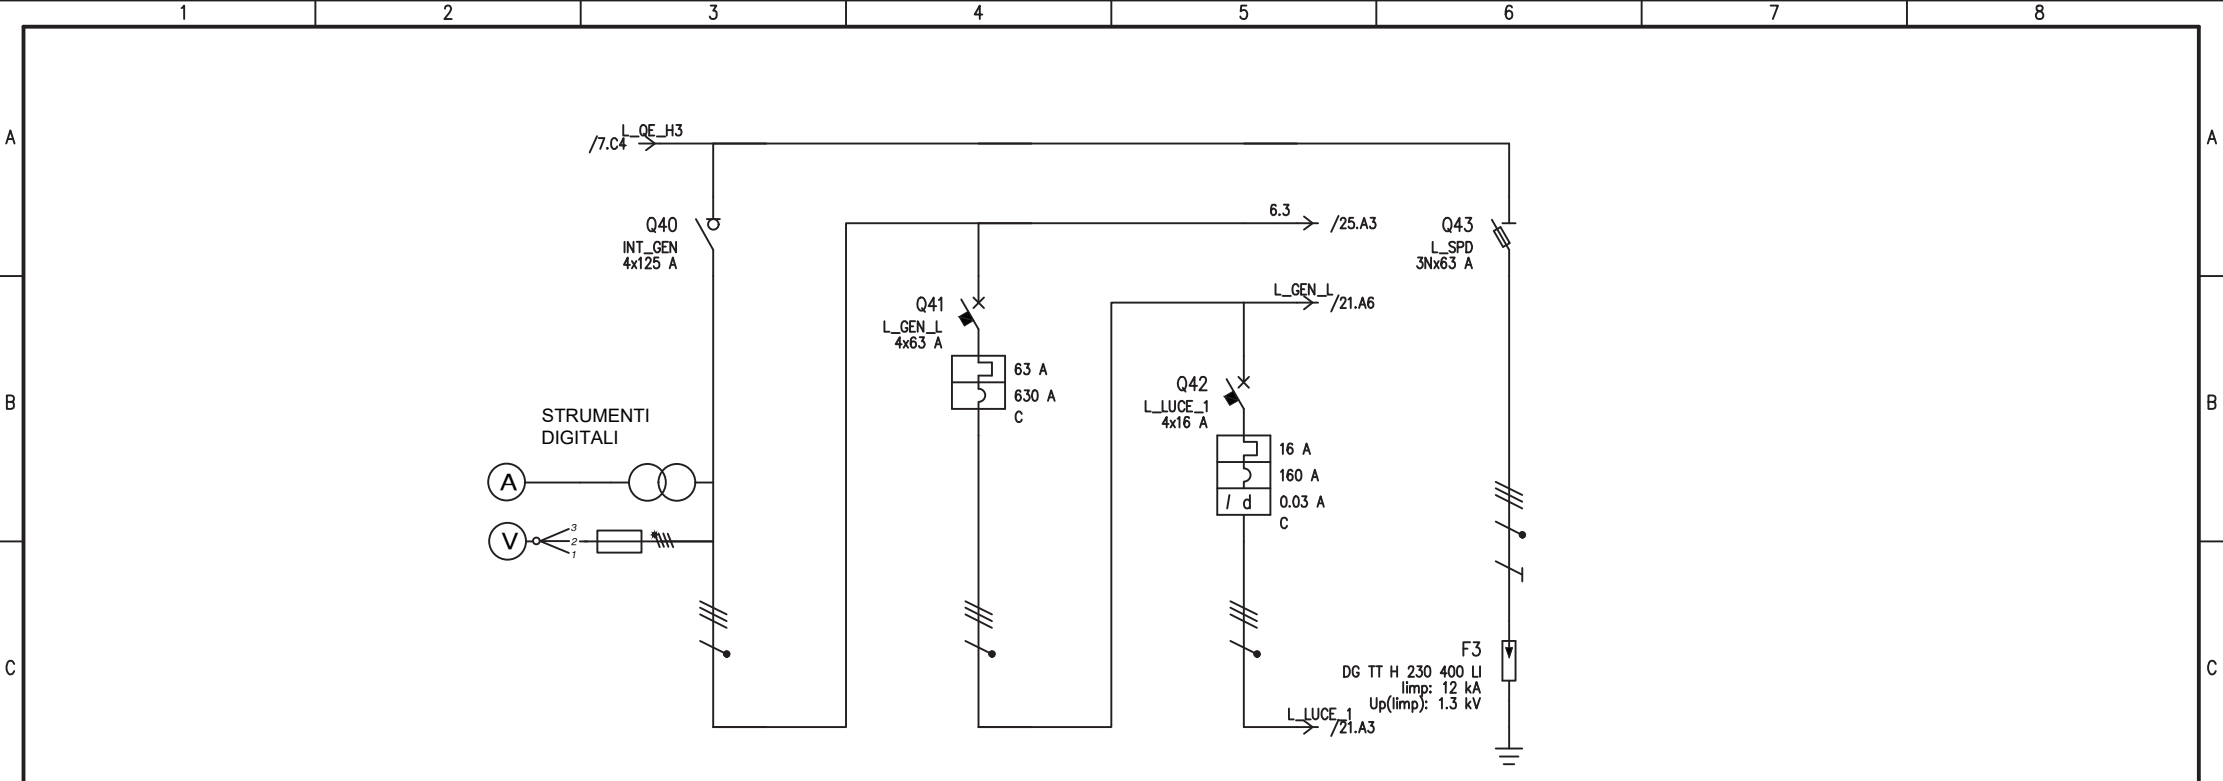 1 2 3 4 5 6 7 8
A A
L_QE_H3
/7.C4
Q40
INT_GEN
4x125 A
6.3
/25.A3
Q43
L_SPD
3Nx63 A
L_GEN_L
/21.A6
Q41
L_GEN_L
4x63 A
63 A
630 A
C
Q42
L_LUCE_1
4x16 A
16 A
160 A
I d 0.03 A
C
B B
STRUMENTI
DIGITALI
A
V
3
2
1
C C
F3
DG TT H 230 400 LI
Iimp: 12 kA
Up(Iimp): 1.3 kV
L_LUCE_1
/21.A3